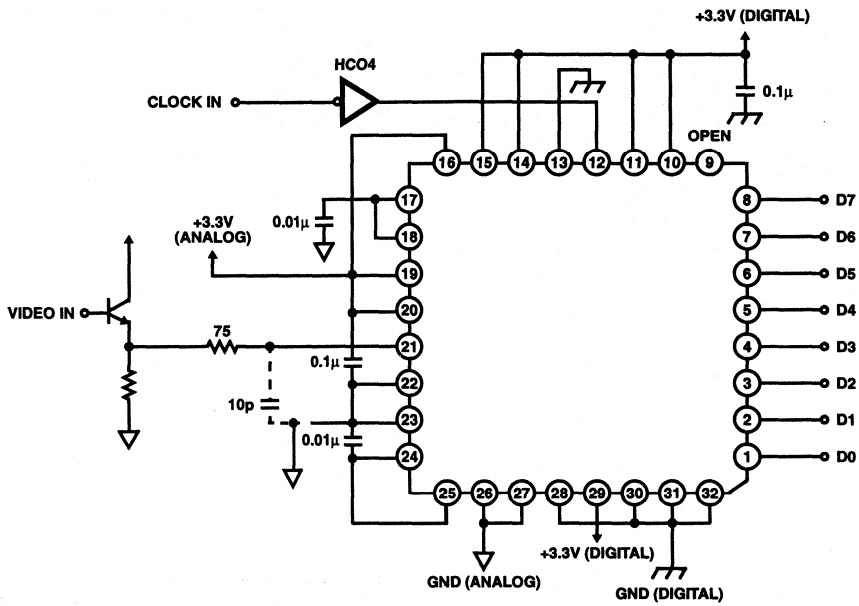 +3.3V (DIGITAL)
HCO4
0.1μ
CLOCK IN
OPEN
16 15 14 13 12 11 10 9
17
8 D7
0.01μ
+3.3V
(ANALOG)
18
7 D6
19
6 D5
VIDEO IN
20
5 D4
75
21
4 D3
0.1μ
22
3 D2
10p
23
2 D1
0.01μ
24
1 D0
25 26 27 28 29 30 31 32
+3.3V (DIGITAL)
GND (ANALOG)
GND (DIGITAL)